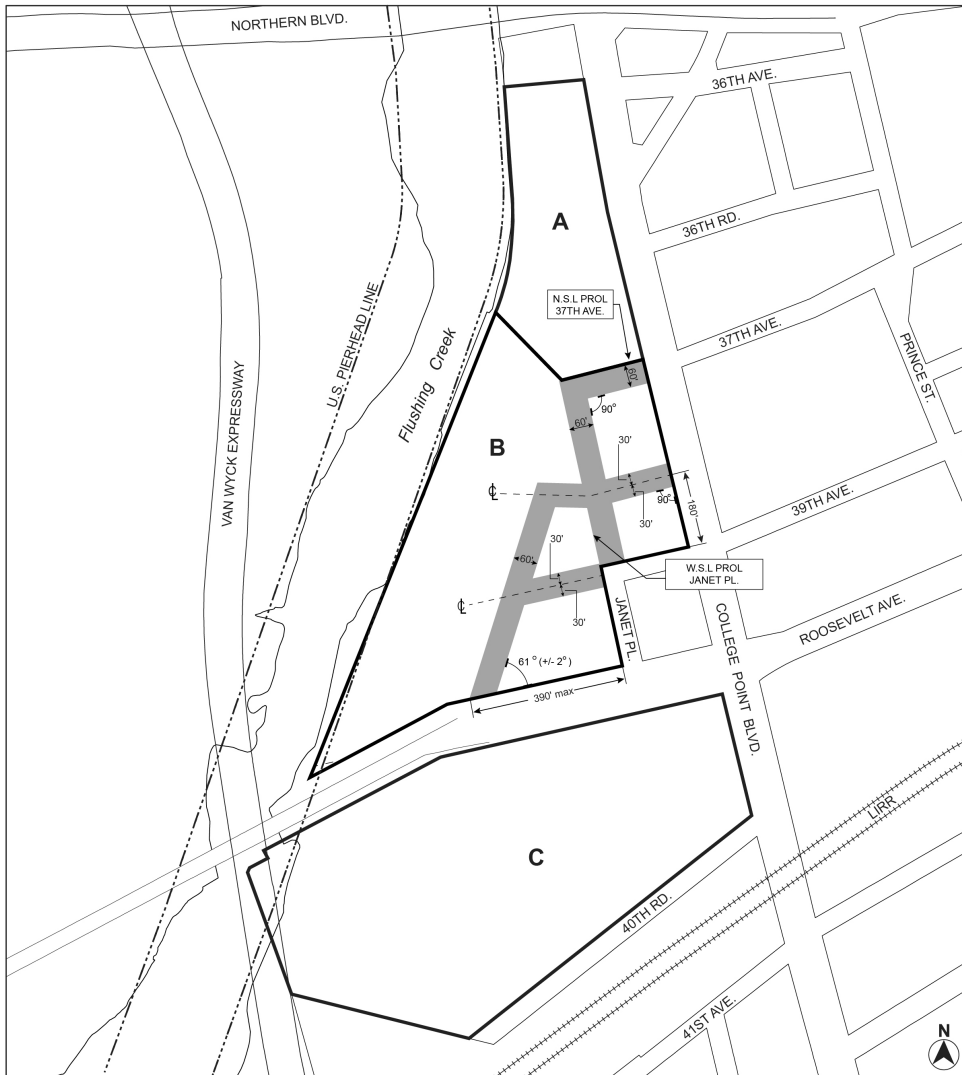 NORTHERN BLVD.
36TH AVE.
A
36TH RD.
U.S. PIERHEAD LINE
N.S.L PROL
37TH AVE.
37TH AVE.
Flushing Creek
PRINCE ST.
60'
VAN WYCK EXPRESSWAY
90°
60'
B
30'
℄
90°
30'
180'
39TH AVE.
30'
60'
W.S.L PROL
JANET PL.
℄
30'
JANET PL.
COLLEGE POINT BLVD.
ROOSEVELT AVE.
61° (+/- 2°)
390' max
LIRR
C
40TH RD.
41ST AVE.
N